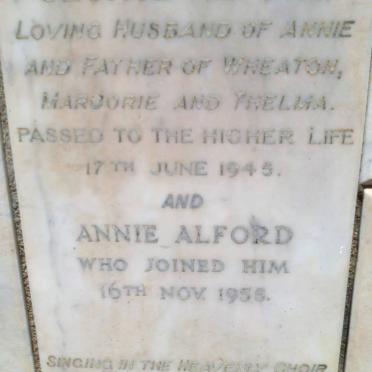 LOVING HUSBAND OF ANNIE
AND FATHER OF WHEATON,
MARJORIE AND THELMA.
PASSED TO THE HIGHER LIFE
17TH JUNE 1945.
AND
ANNIE ALFORD
WHO JOINED HIM
16TH NOV. 1958.
SINGING IN THE HEAVENLY CHOIR